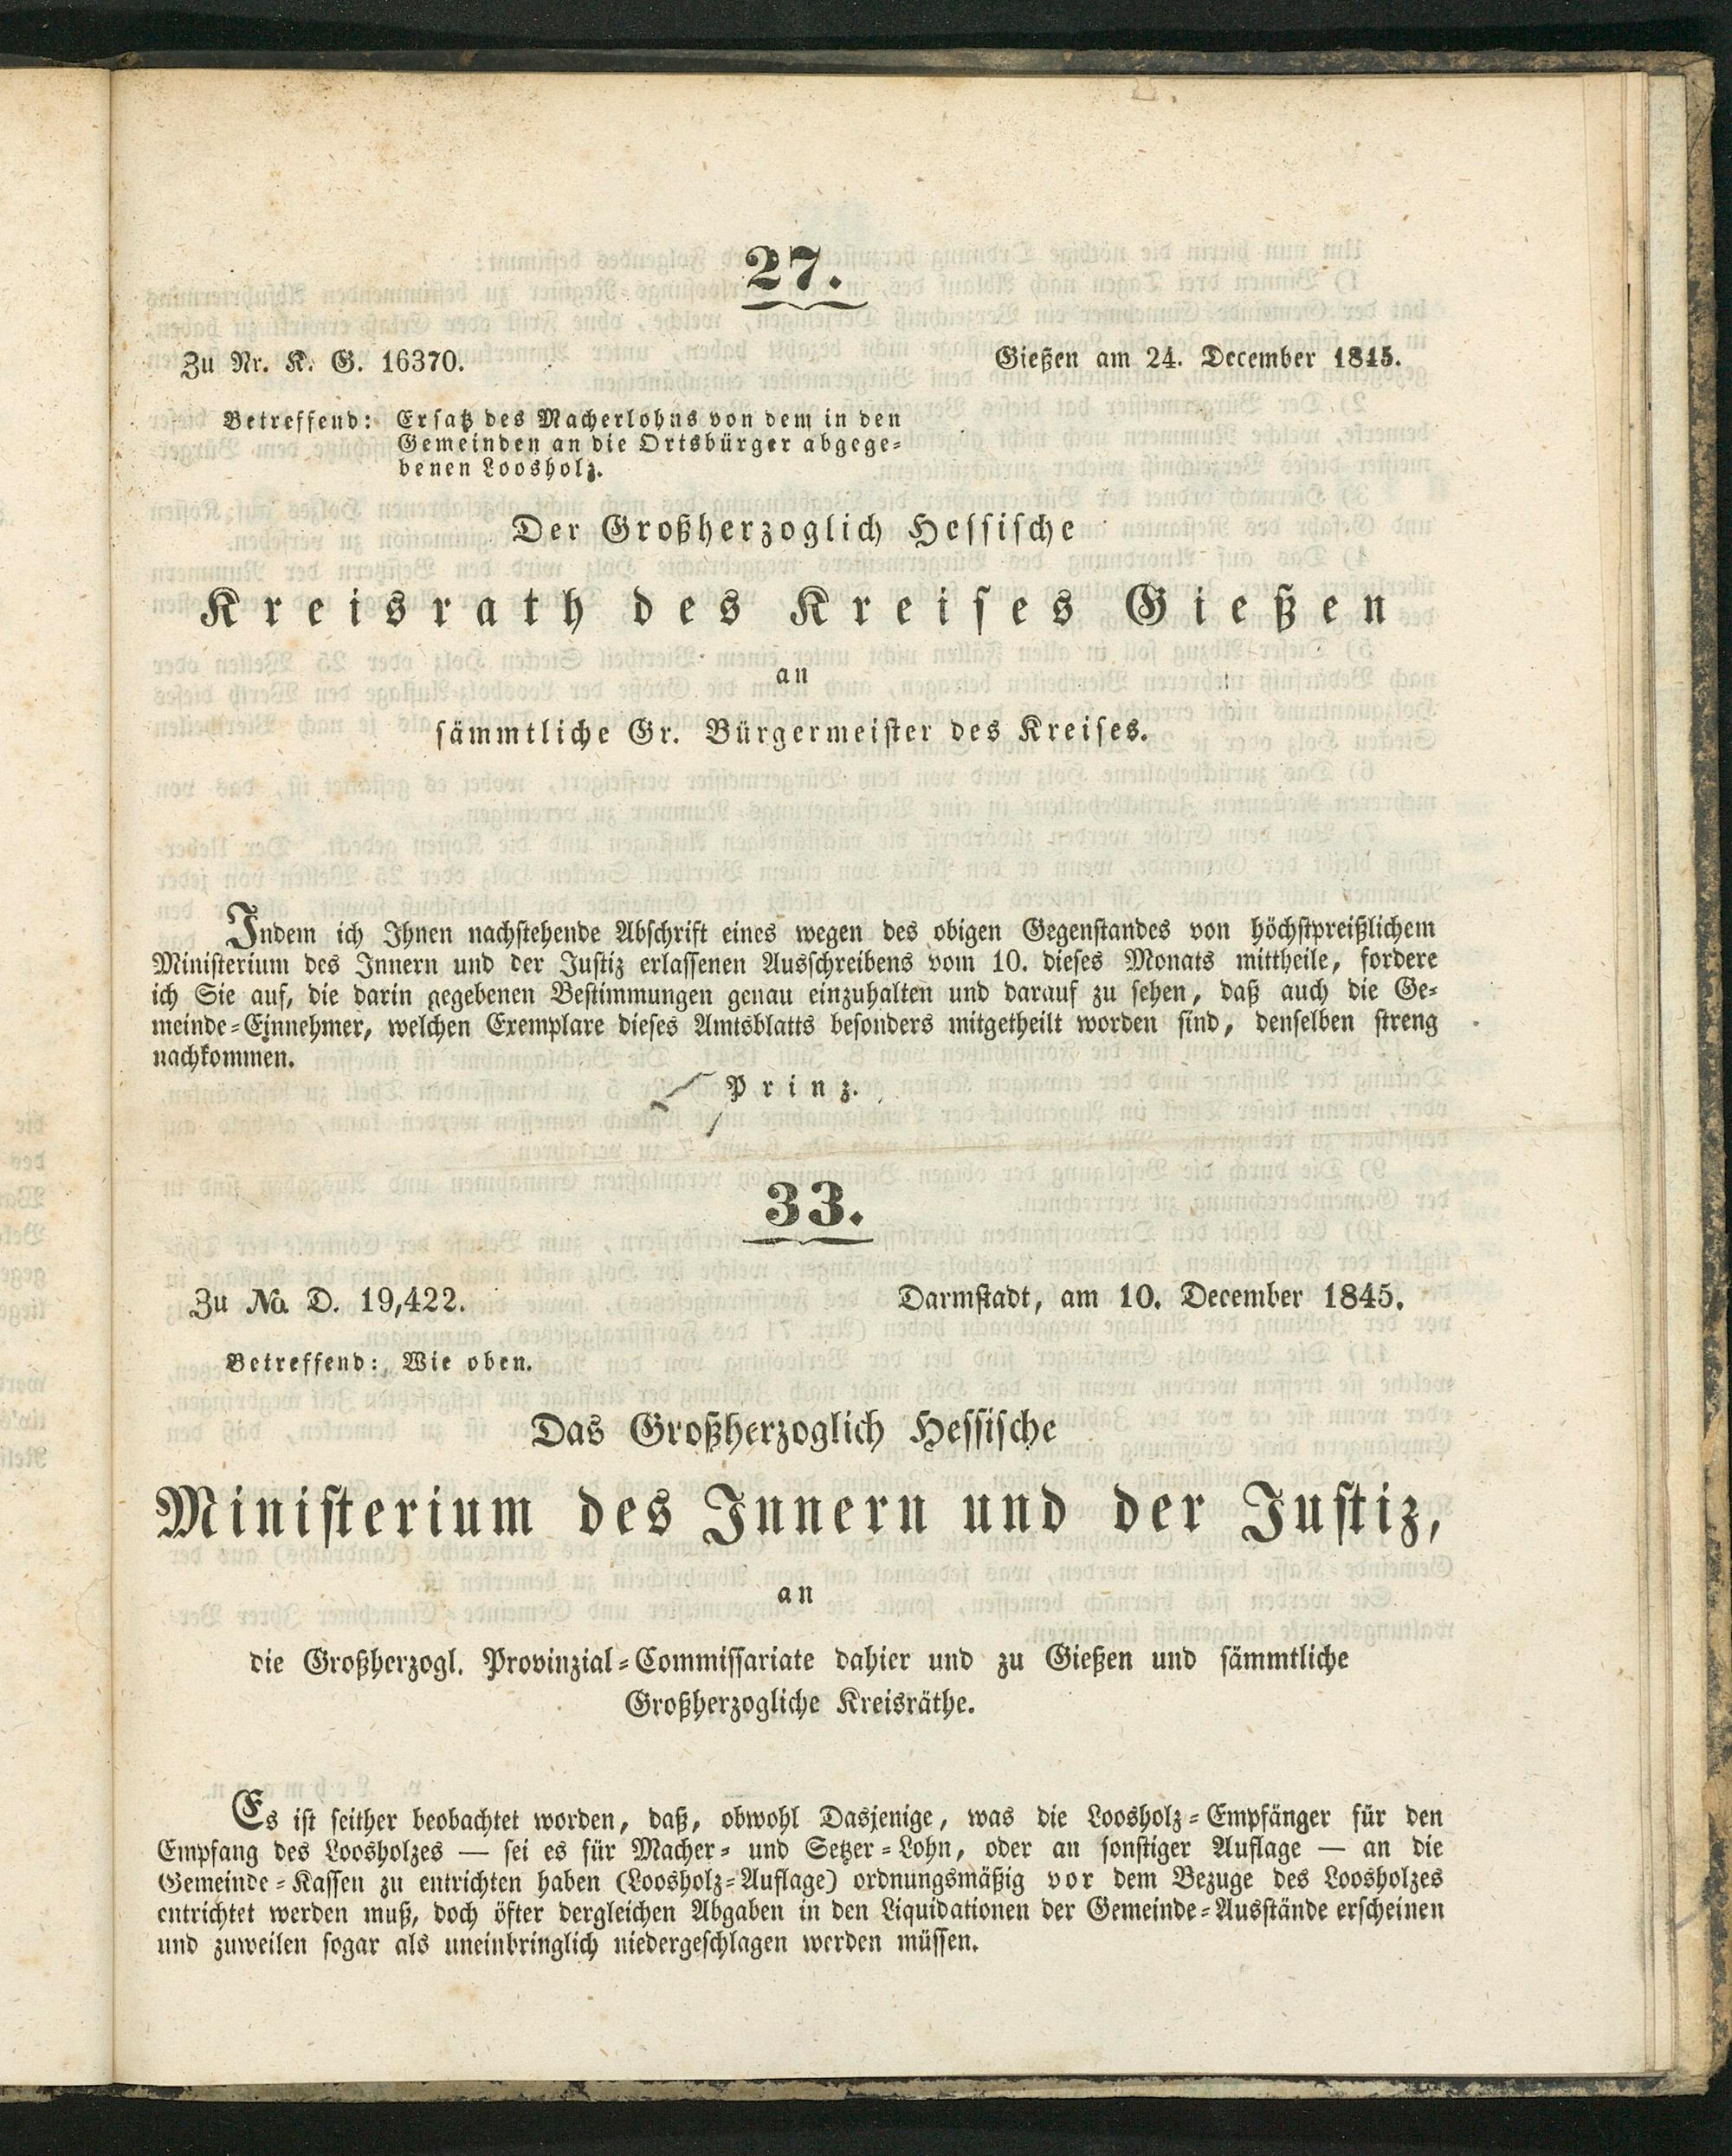 27.
Zu Nr. K. G. 16370.
Gießen am 24. December 1845.
Betreffend: Ersatz des Macherlohns von dem in den
Gemeinden an die Ortsbürger abgege-
benen Loosholz.
Der Großherzoglich Hessische
Kreisrath des Kreises Gießen
an
sämmtliche Gr. Bürgermeister des Kreises.
Indem ich Ihnen nachstehende Abschrift eines wegen des obigen Gegenstandes von höchstpreißlichem
Ministerium des Innern und der Justiz erlassenen Ausschreibens vom 10. dieses Monats mittheile, fordere
ich Sie auf, die darin gegebenen Bestimmungen genau einzuhalten und darauf zu sehen, daß auch die Ge-
meinde-Einnehmer, welchen Exemplare dieses Amtsblatts besonders mitgetheilt worden sind, denselben streng
nachkommen.
Prinz.
33.
Zu No. D. 19,422.
Darmstadt, am 10. December 1845.
Betreffend: Wie oben.
Das Großherzoglich Hessische
Ministerium des Innern und der Justiz,
an
die Großherzogl. Provinzial-Commissariate dahier und zu Gießen und sämmtliche
Großherzogliche Kreisräthe.
Es ist seither beobachtet worden, daß, obwohl Dasjenige, was die Loosholz-Empfänger für den
Empfang des Loosholzes — sei es für Macher- und Setzer-Lohn, oder an sonstiger Auflage — an die
Gemeinde-Kassen zu entrichten haben (Loosholz-Auflage) ordnungsmäßig vor dem Bezuge des Loosholzes
entrichtet werden muß, doch öfter dergleichen Abgaben in den Liquidationen der Gemeinde-Ausstände erscheinen
und zuweilen sogar als uneinbringlich niedergeschlagen werden müssen.